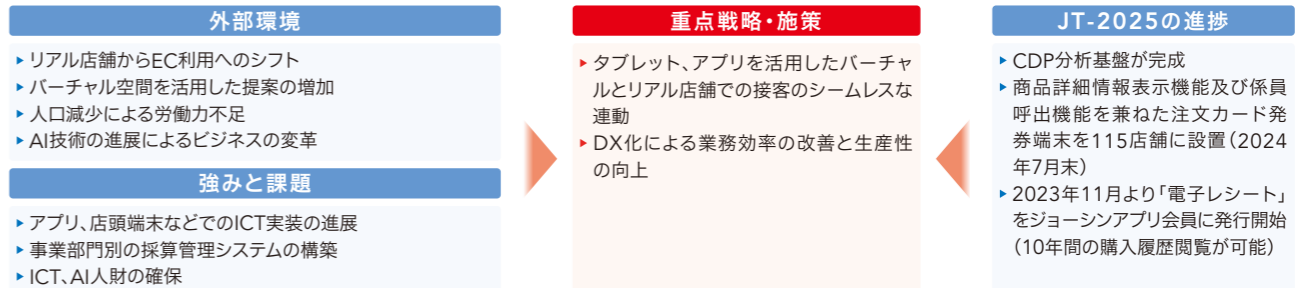 外部環境
▶リアル店舗からEC利用へのシフト
▶バーチャル空間を活用した提案の増加
▶人口減少による労働力不足
▶AI技術の進展によるビジネスの変革
強みと課題
▶アプリ、店頭端末などでのICT実装の進展
▶事業部門別の採算管理システムの構築
▶ICT、AI人財の確保
重点戦略・施策
▶タブレット、アプリを活用したバーチャ
ルとリアル店舗での接客のシームレスな
連動
▶DX化による業務効率の改善と生産性
の向上
JT-2025の進捗
▶CDP分析基盤が完成
▶商品詳細情報表示機能及び係員
呼出機能を兼ねた注文カード発
券端末を115店舗に設置（2024
年7月末）
▶2023年11月より「電子レシート」
をジョーシンアプリ会員に発行開始
（10年間の購入履歴閲覧が可能）